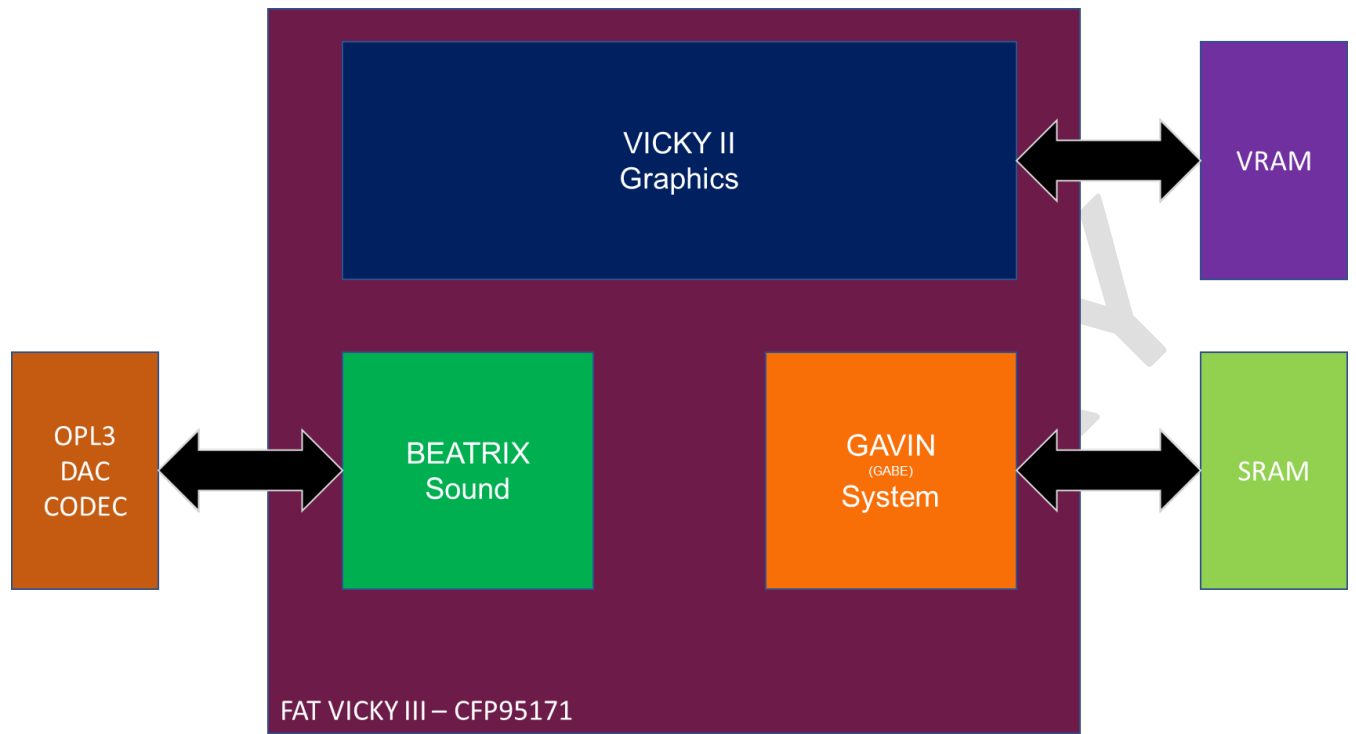 VICKY II
Graphics
VRAM
OPL3
DAC
CODEC
BEATRIX
Sound
GAVIN
(GABE)
System
SRAM
FAT VICKY III – CFP95171